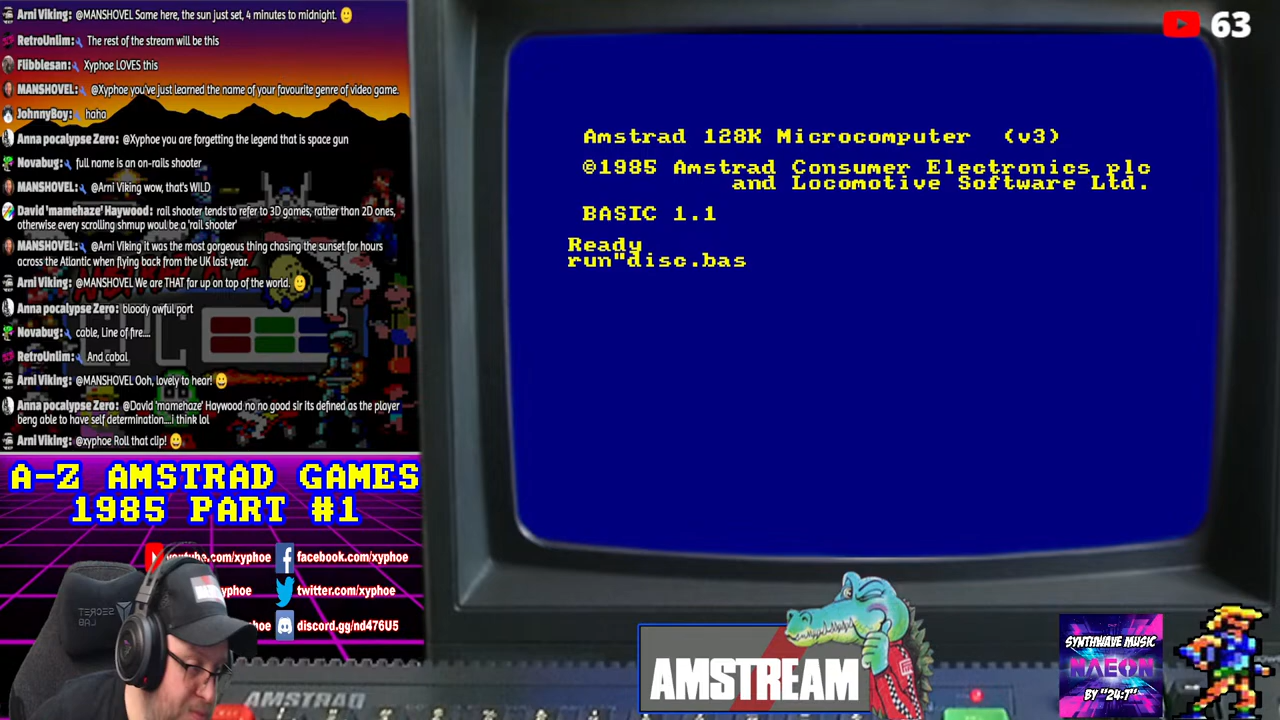 Arni Viking: @MANSHOVEL Same here, the sun just set, 4 minutes to midnight.
RetroUnlim: The rest of the stream will be this
Flibblesan: Xyphoe LOVES this
MANSHOVEL: @Xyphoe you've just learned the name of your favourite genre of video game.
JohnnyBoy: haha
Anna pocalypse Zero: @Xyphoe you are forgetting the legend that is space gun
Novabug: full name is an on-rails shooter
MANSHOVEL: @Arni Viking wow, that's WILD
David 'mamehaze' Haywood: rail shooter tends to refer to 3D games, rather than 2D ones,
otherwise every scrolling shmup woul be a 'rail shooter'
MANSHOVEL: @Arni Viking it was the most gorgeous thing chasing the sunset for hours
across the Atlantic when flying back from the UK last year.
Arni Viking: @MANSHOVEL We are THAT far up on top of the world.
Anna pocalypse Zero: bloody awful port
Novabug: cable, Line of fire....
RetroUnlim: And cabal
Arni Viking: @MANSHOVEL Ooh, lovely to hear!
Anna pocalypse Zero: @David 'mamehaze' Haywood no no good sir its defined as the player
beng able to have self determination....i think lol
Arni Viking: @xyphoe Roll that clip!
A-Z AMSTRAD GAMES
1985 PART #1
youtube.com/xyphoe
facebook.com/xyphoe
twitter.com/xyphoe
discord.gg/nd476U5
63
Amstrad 128K Microcomputer (v3)
©1985 Amstrad Consumer Electronics plc
and Locomotive Software Ltd.
BASIC 1.1
Ready
run"disc.bas
AMSTRAD
AMSTREAM
SYNTHWAVE MUSIC
NAEON
BY "24:7"